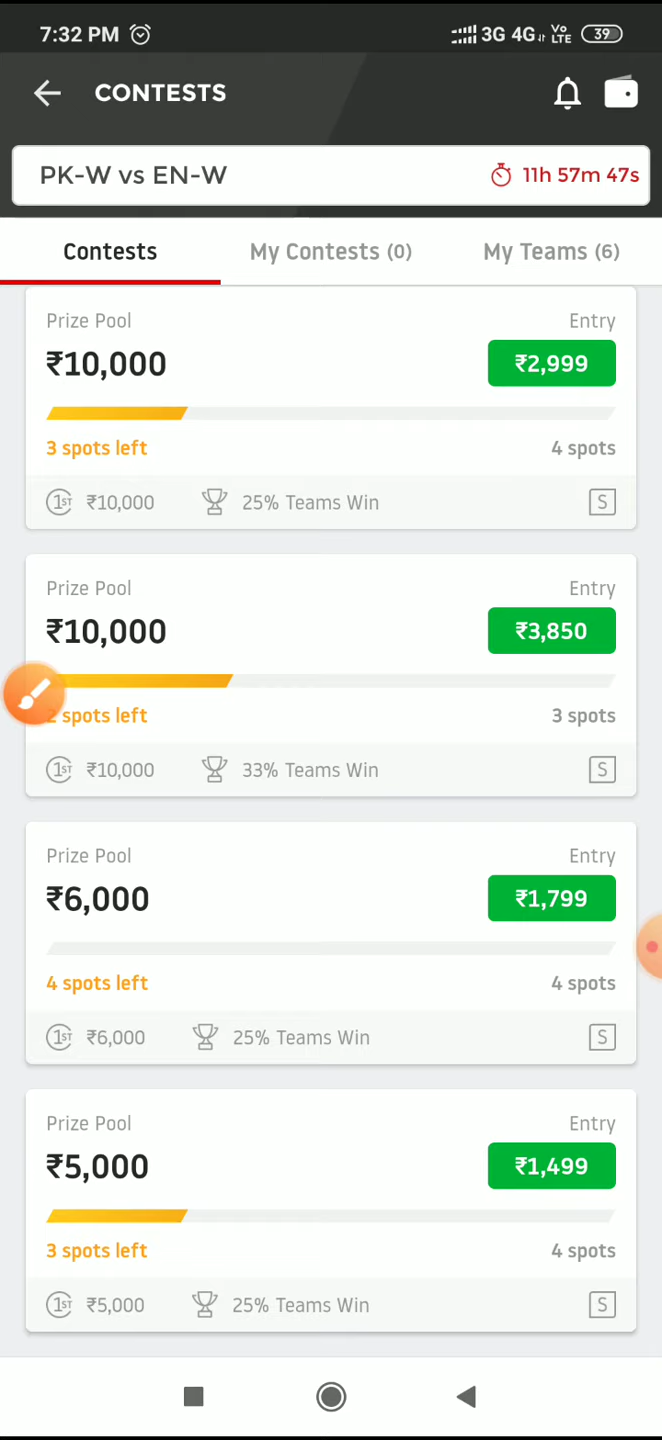 7:32 PM 3G 4G Vo LTE 39
CONTESTS
PK-W vs EN-W 11h 57m 47s
Contests My Contests (0) My Teams (6)
Prize Pool Entry
₹10,000 ₹2,999
3 spots left 4 spots
1ST ₹10,000 25% Teams Win S
Prize Pool Entry
₹10,000 ₹3,850
2 spots left 3 spots
1ST ₹10,000 33% Teams Win S
Prize Pool Entry
₹6,000 ₹1,799
4 spots left 4 spots
1ST ₹6,000 25% Teams Win S
Prize Pool Entry
₹5,000 ₹1,499
3 spots left 4 spots
1ST ₹5,000 25% Teams Win S